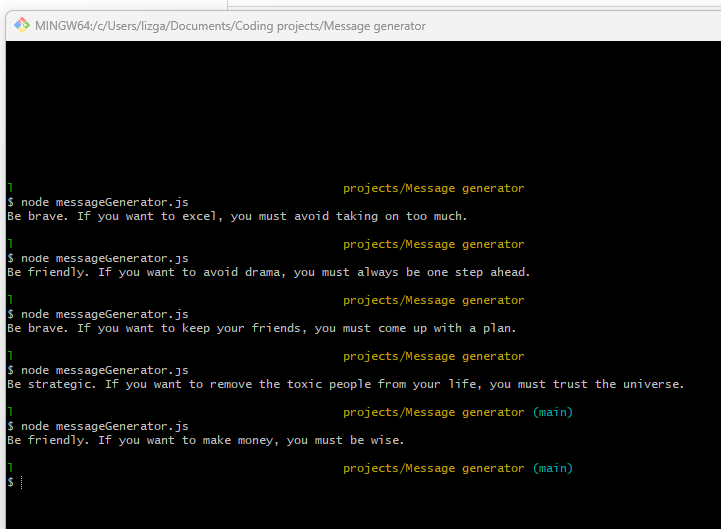 MINGW64:/c/Users/lizga/Documents/Coding projects/Message generator
projects/Message generator
$ node messageGenerator.js
Be brave. If you want to excel, you must avoid taking on too much.
projects/Message generator
$ node messageGenerator.js
Be friendly. If you want to avoid drama, you must always be one step ahead.
projects/Message generator
$ node messageGenerator.js
Be brave. If you want to keep your friends, you must come up with a plan.
projects/Message generator
$ node messageGenerator.js
Be strategic. If you want to remove the toxic people from your life, you must trust the universe.
projects/Message generator (main)
$ node messageGenerator.js
Be friendly. If you want to make money, you must be wise.
projects/Message generator (main)
$